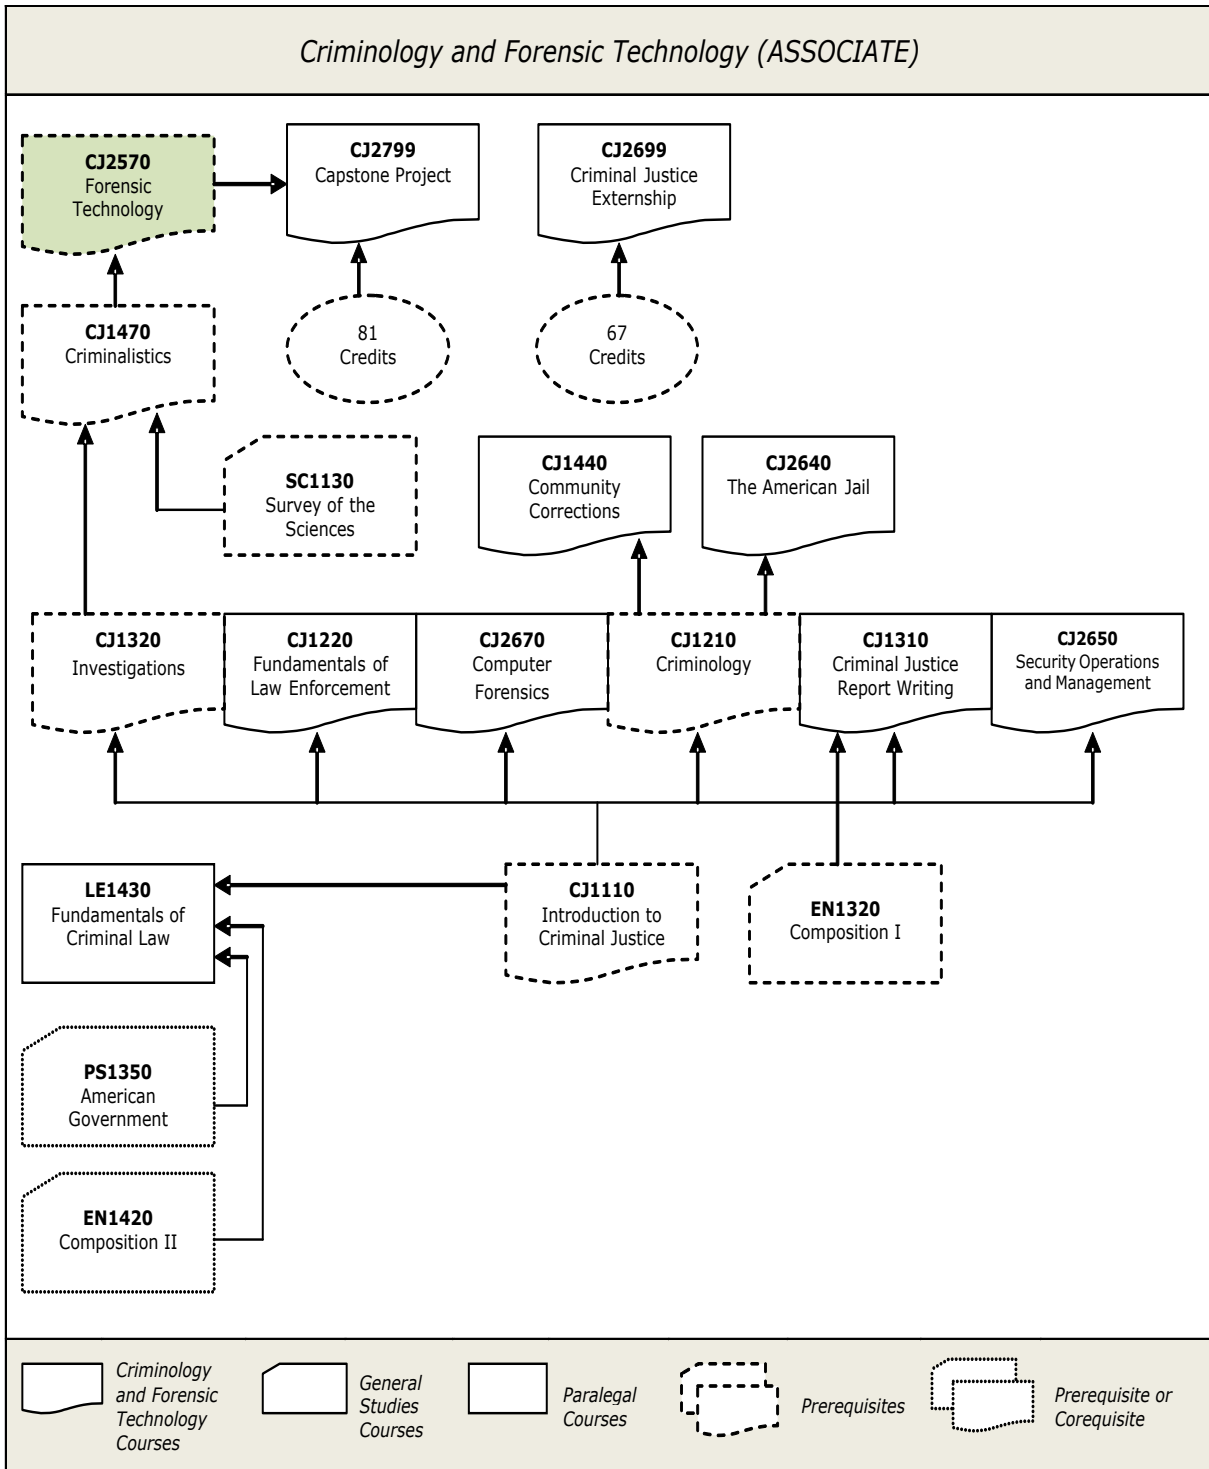 Criminology and Forensic Technology (ASSOCIATE)
CJ2570
Forensic
Technology
CJ2799
Capstone Project
CJ2699
Criminal Justice
Externship
CJ1470
Criminalistics
81
Credits
67
Credits
SC1130
Survey of the
Sciences
CJ1440
Community
Corrections
CJ2640
The American Jail
CJ1320
Investigations
CJ1220
Fundamentals of
Law Enforcement
CJ2670
Computer
Forensics
CJ1210
Criminology
CJ1310
Criminal Justice
Report Writing
CJ2650
Security Operations
and Management
LE1430
Fundamentals of
Criminal Law
CJ1110
Introduction to
Criminal Justice
EN1320
Composition I
PS1350
American
Government
EN1420
Composition II
Criminology
and Forensic
Technology
Courses
General
Studies
Courses
Paralegal
Courses
Prerequisites
Prerequisite or
Corequisite